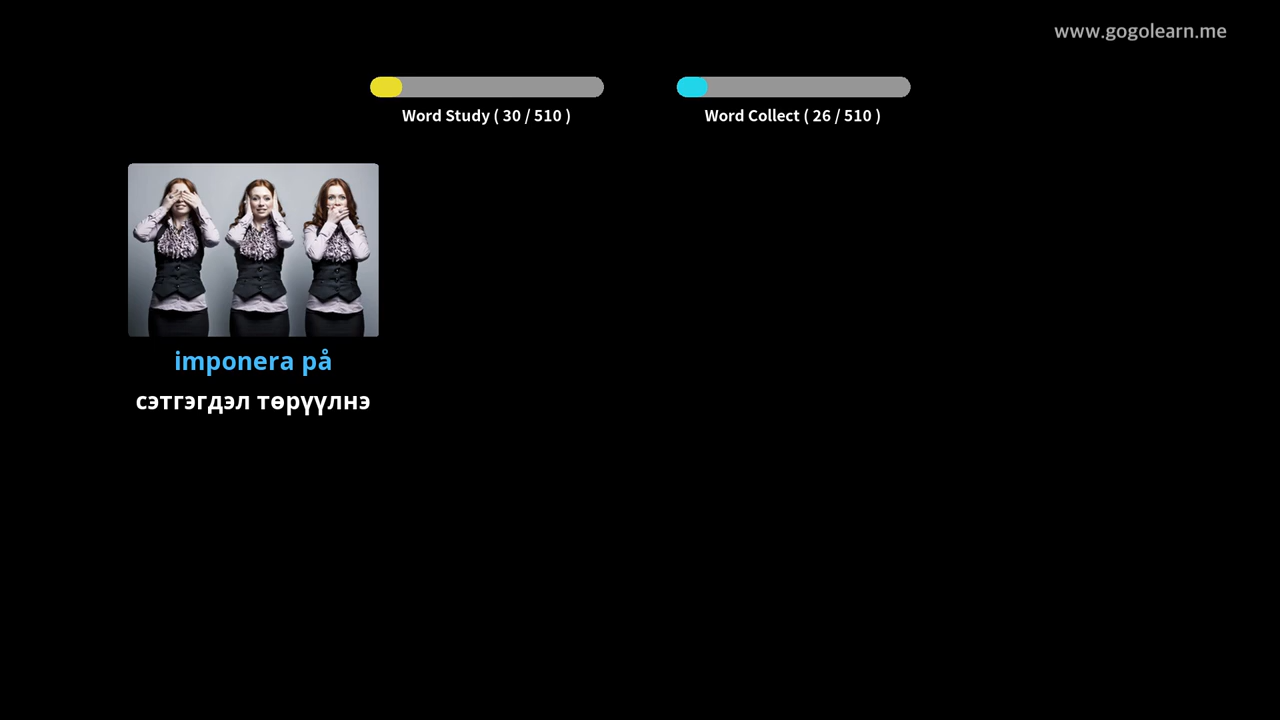 www.gogolearn.me
Word Study ( 30 / 510 )
Word Collect ( 26 / 510 )
imponera på
сэтгэгдэл төрүүлнэ